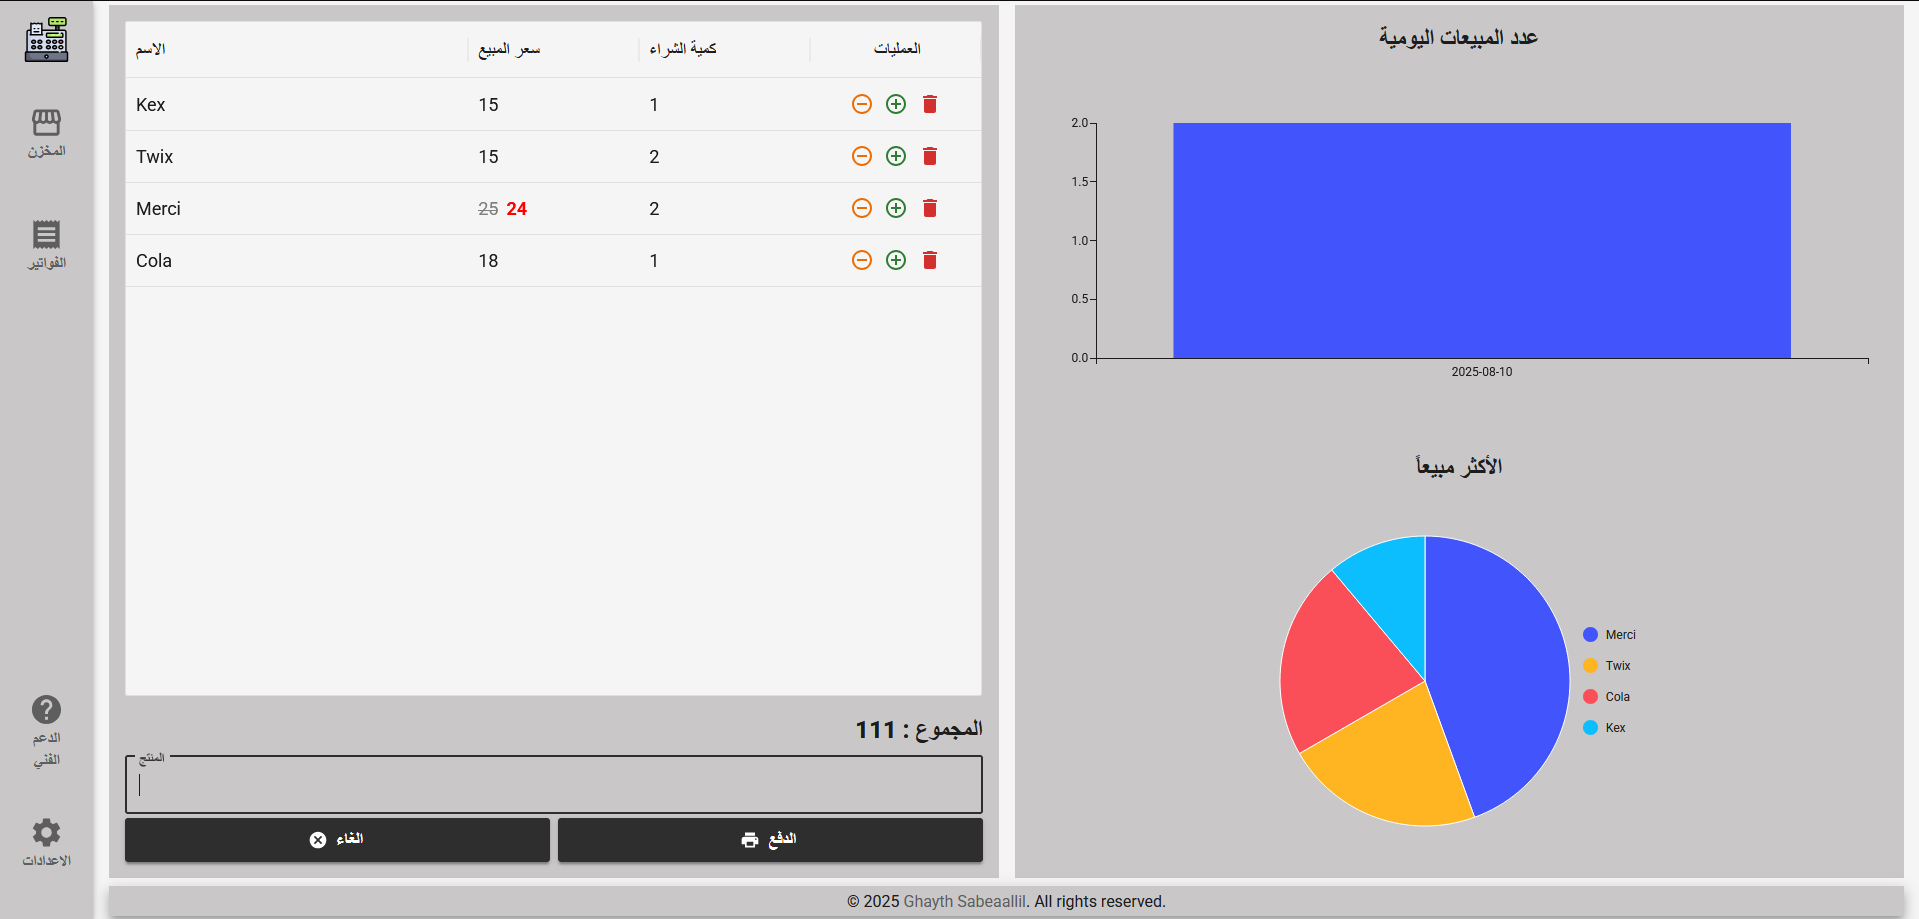 المخزن
الفواتير
الدعم
الفني
الاعدادات
الاسم سعر المبيع كمية الشراء العمليات
Kex 15 1
Twix 15 2
Merci 25 24 2
Cola 18 1
المجموع : 111
المنتج
الغاء
الدفع
عدد المبيعات اليومية
2.0
1.5
1.0
0.5
0.0
2025-08-10
الأكثر مبيعاً
Merci
Twix
Cola
Kex
© 2025 Ghayth Sabeaallil. All rights reserved.